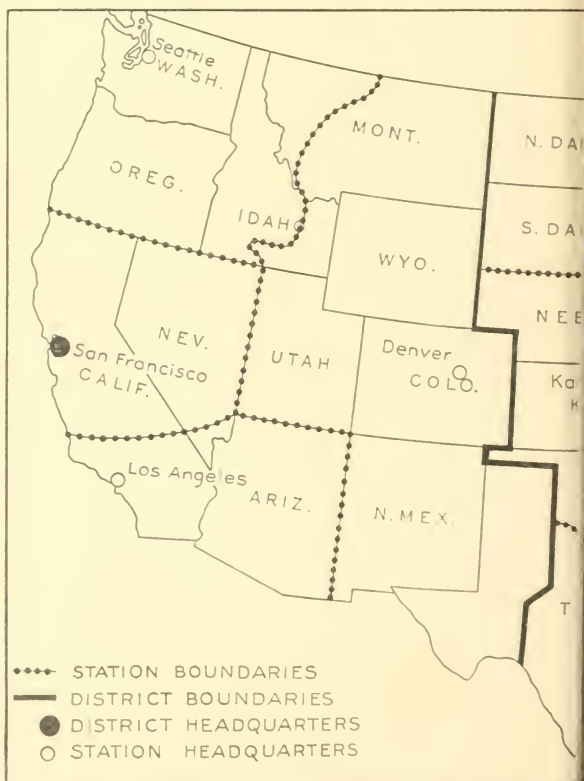 Seattle
WASH.
MONT.
N. DA
OREG.
IDAHO
S. DA
WYO.
NEB
NEV.
UTAH
Denver
COLO.
Ka
K
San Francisco
CALIF.
Los Angeles
ARIZ.
N. MEX.
T
STATION BOUNDARIES
DISTRICT BOUNDARIES
DISTRICT HEADQUARTERS
STATION HEADQUARTERS